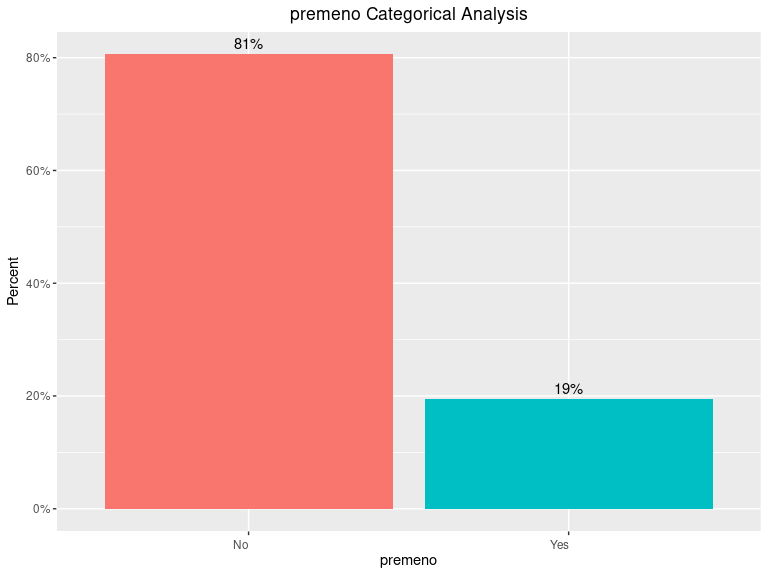 premeno Categorical Analysis
81%
80%
60%
Percent
40%
19%
20%
0%
No Yes
premeno